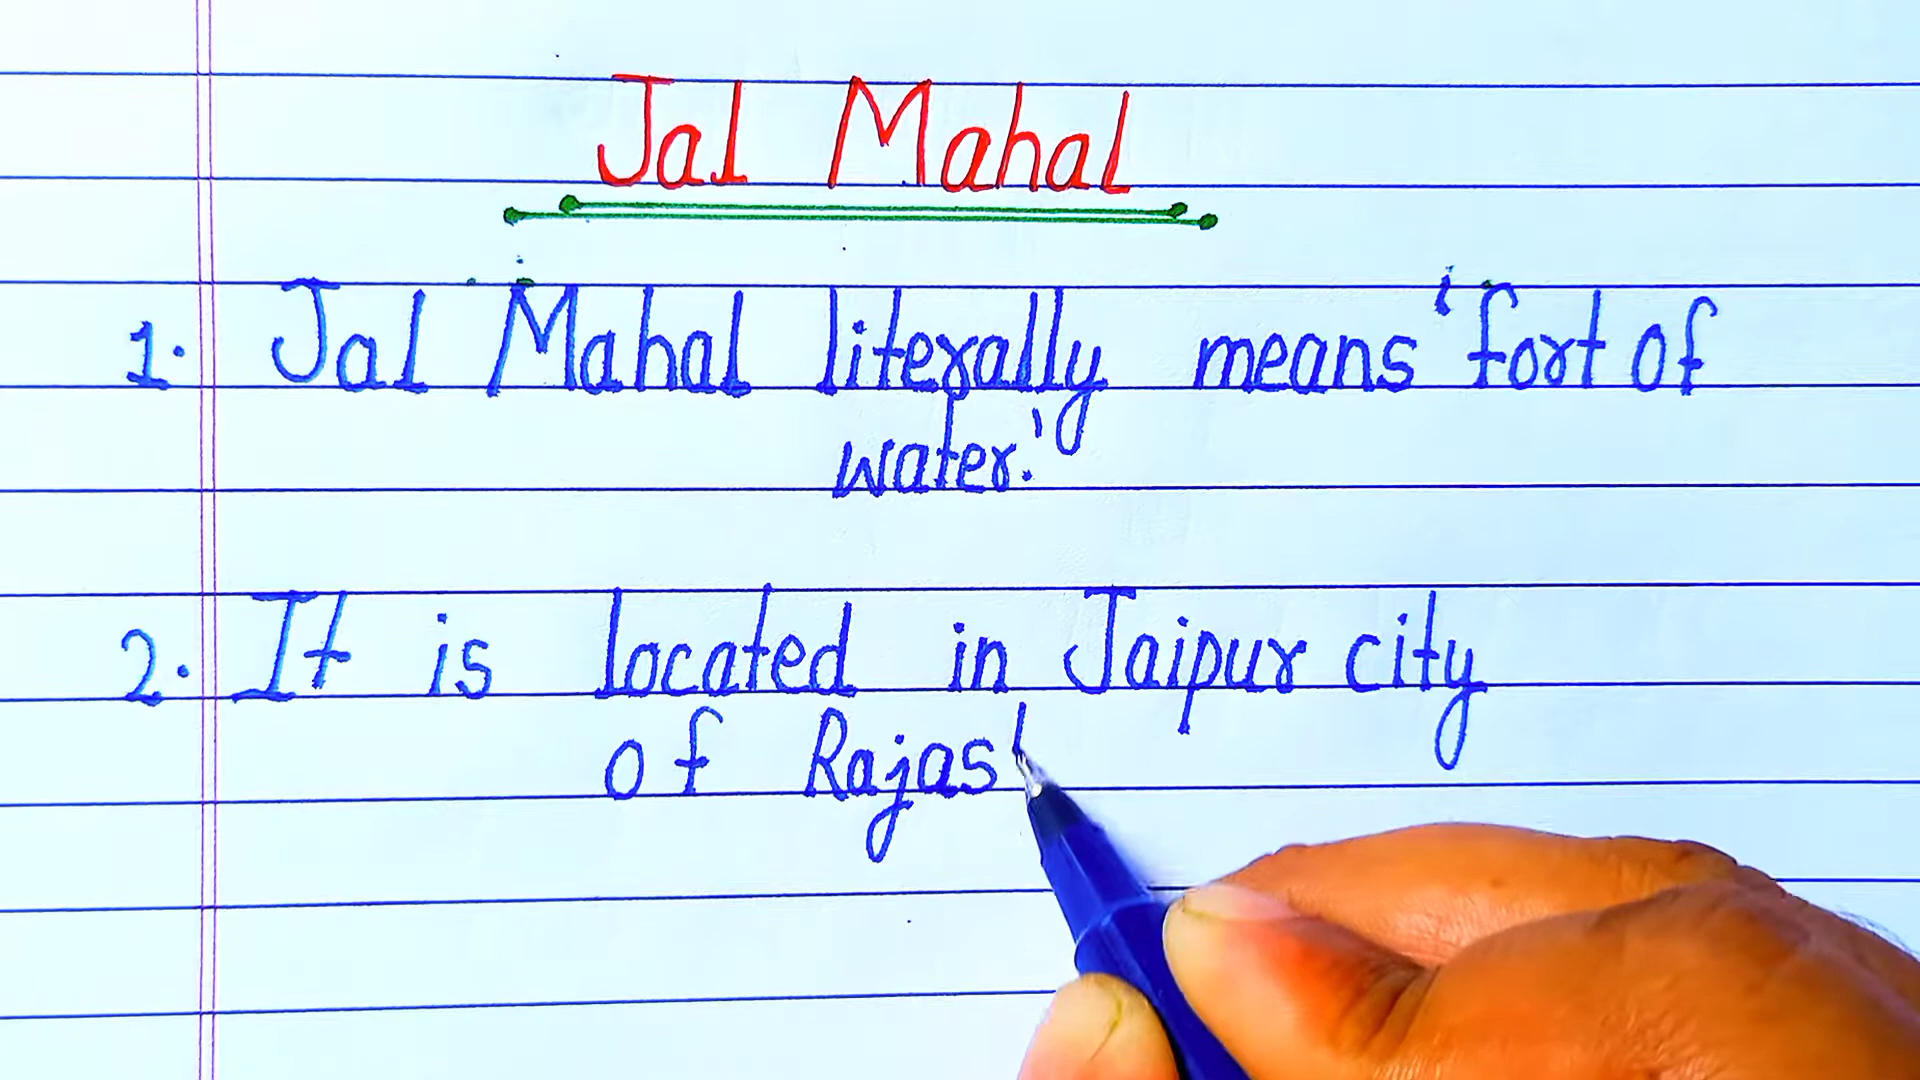 Jal Mahal
1. Jal Mahal literally means 'fort of
water.'
2. It is located in Jaipur city
of Rajas